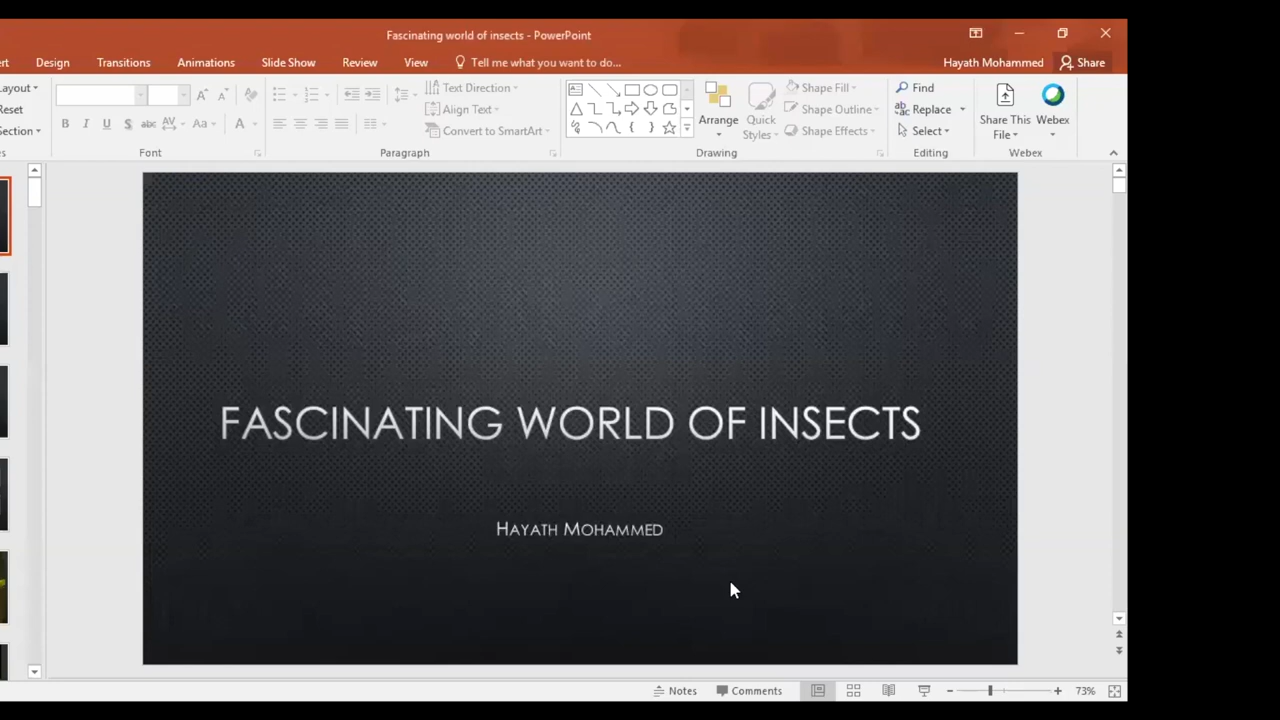 Fascinating world of insects - PowerPoint
Design Transitions Animations Slide Show Review View Tell me what you want to do... Hayath Mohammed Share
Layout
Reset
Section
Font
Text Direction
Align Text
Convert to SmartArt
Paragraph
Arrange
Quick
Styles
Shape Fill
Shape Outline
Shape Effects
Drawing
Find
Replace
Select
Editing
Share This
File
Webex
Webex
FASCINATING WORLD OF INSECTS
HAYATH MOHAMMED
Notes Comments 73%